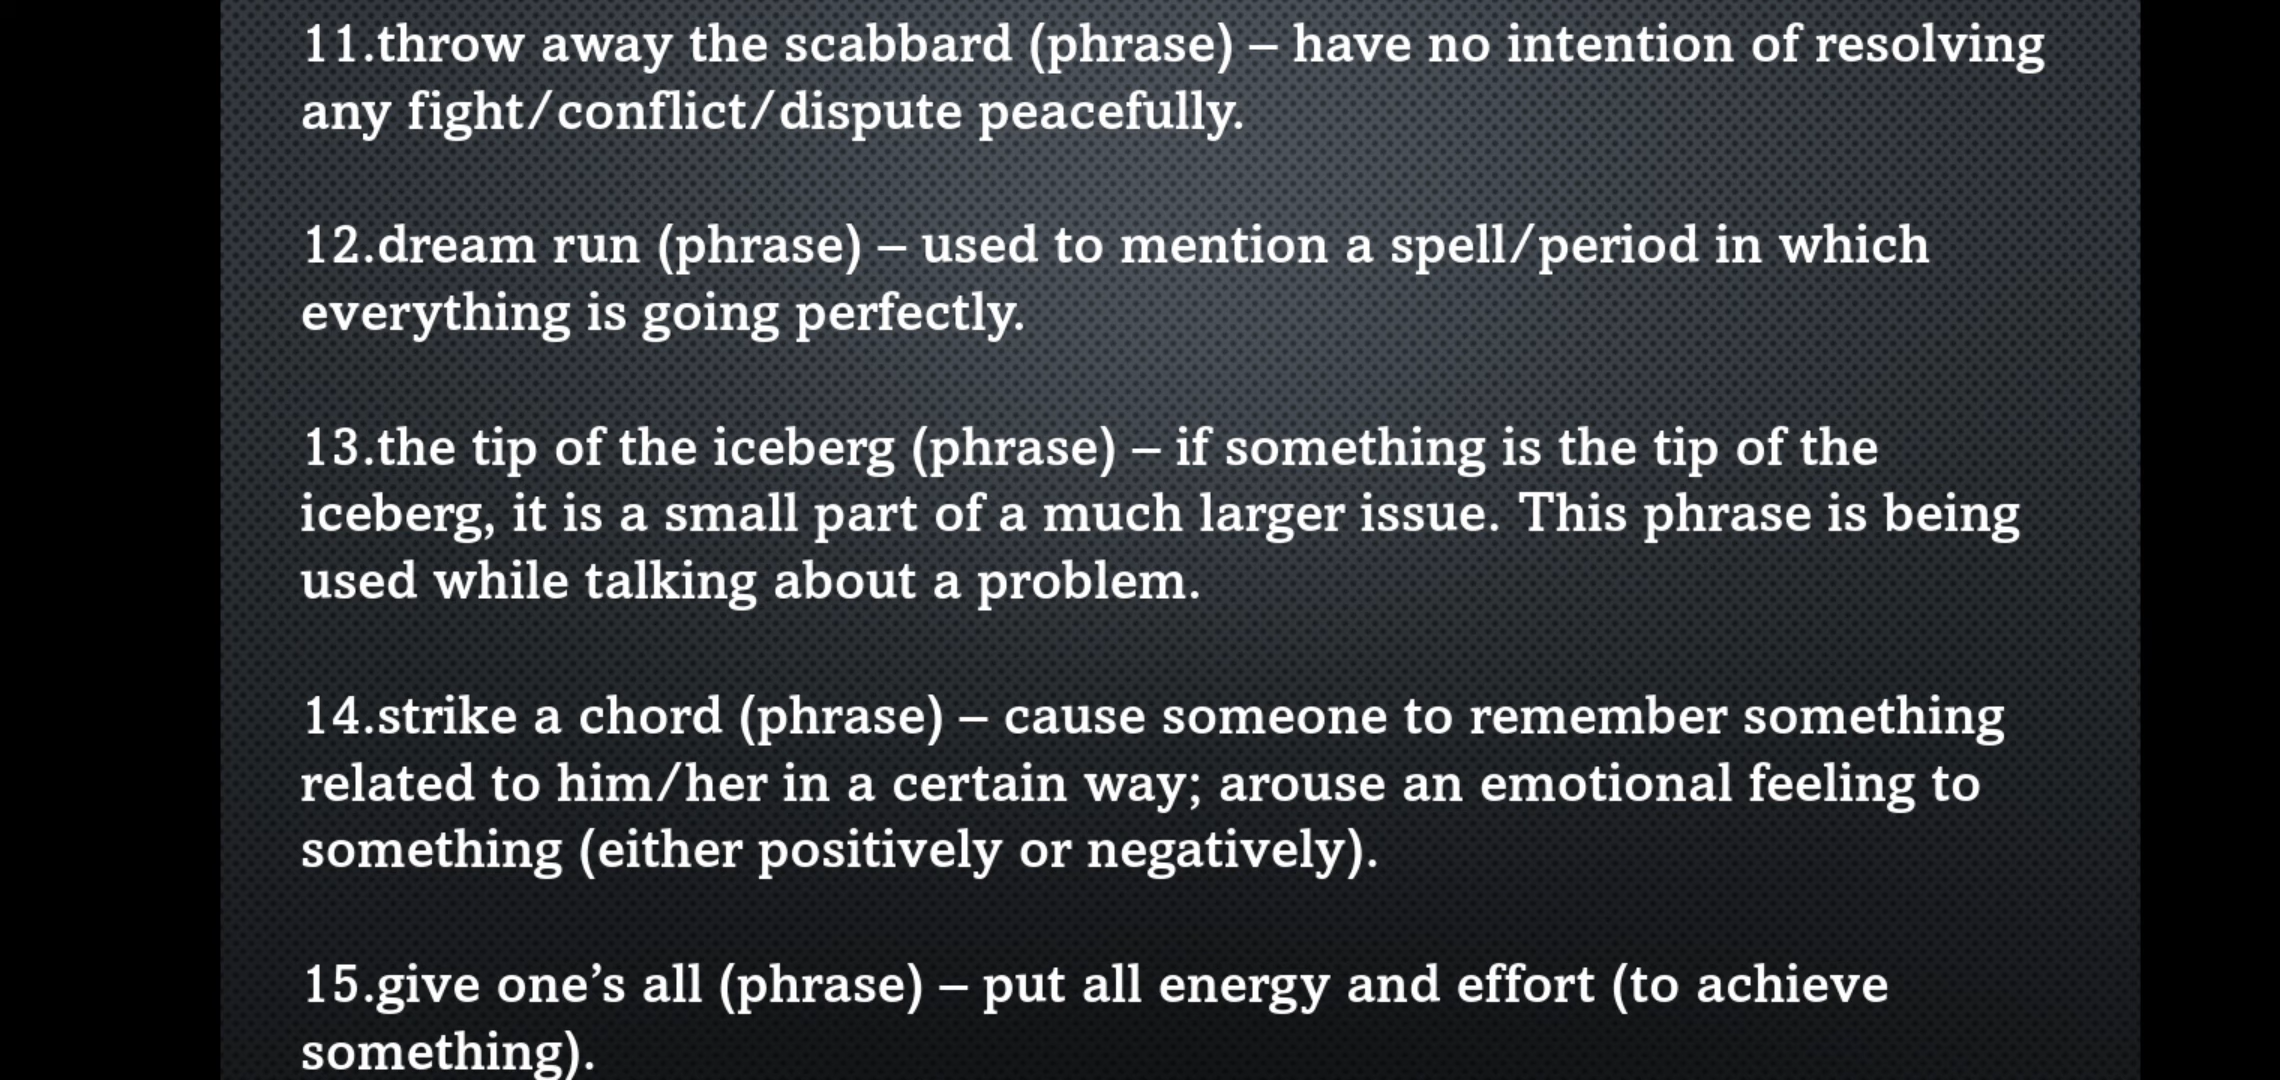 11.throw away the scabbard (phrase) – have no intention of resolving
any fight/conflict/dispute peacefully.
12.dream run (phrase) – used to mention a spell/period in which
everything is going perfectly.
13.the tip of the iceberg (phrase) – if something is the tip of the
iceberg, it is a small part of a much larger issue. This phrase is being
used while talking about a problem.
14.strike a chord (phrase) – cause someone to remember something
related to him/her in a certain way; arouse an emotional feeling to
something (either positively or negatively).
15.give one’s all (phrase) – put all energy and effort (to achieve
something).